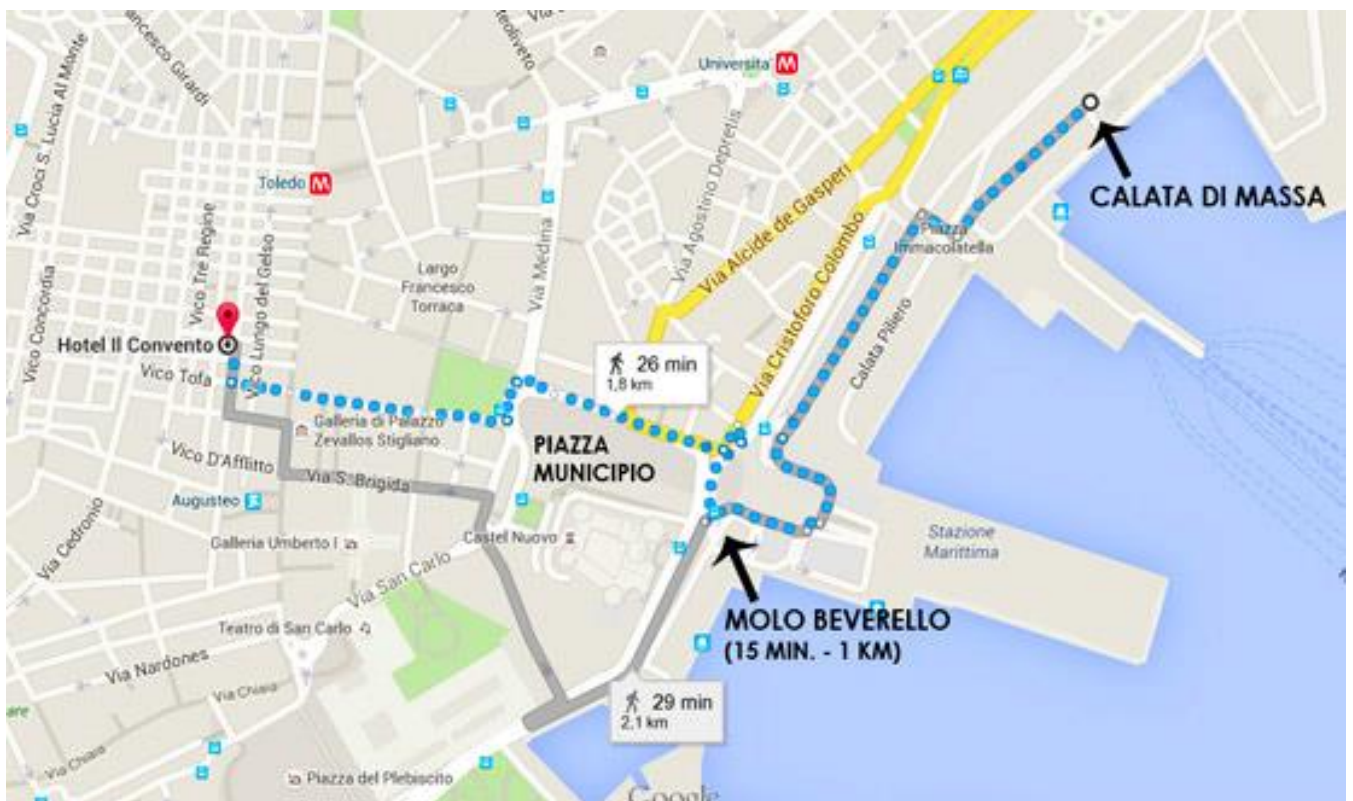 Via
Via Croci S. Lucia Al Monte
Francesco Girardi
Monteoliveto
Università
M
Via Agostino Depretis
Via Alcide de Gasperi
Via Cristoforo Colombo
CALATA DI MASSA
Piazza
Immacolatella
Calata Piliero
Toledo
M
Via Medina
Vico Tre Regine
Vico Lungo del Gelso
Vico Concordia
Largo
Francesco
Torraca
Hotel Il Convento
Vico Tofa
26 min
1,8 km
Galleria di Palazzo
Zevallos Stigliano
PIAZZA
MUNICIPIO
Vico D'Afflitto
Via S. Brigida
Augusteo
Via Cedronio
Galleria Umberto I
Castel Nuovo
Stazione
Marittima
Via San Carlo
MOLO BEVERELLO
(15 MIN. - 1 KM)
Teatro di San Carlo
Via Nardones
Via Chiaia
29 min
2,1 km
Via Chiaia
Piazza del Plebiscito
Google